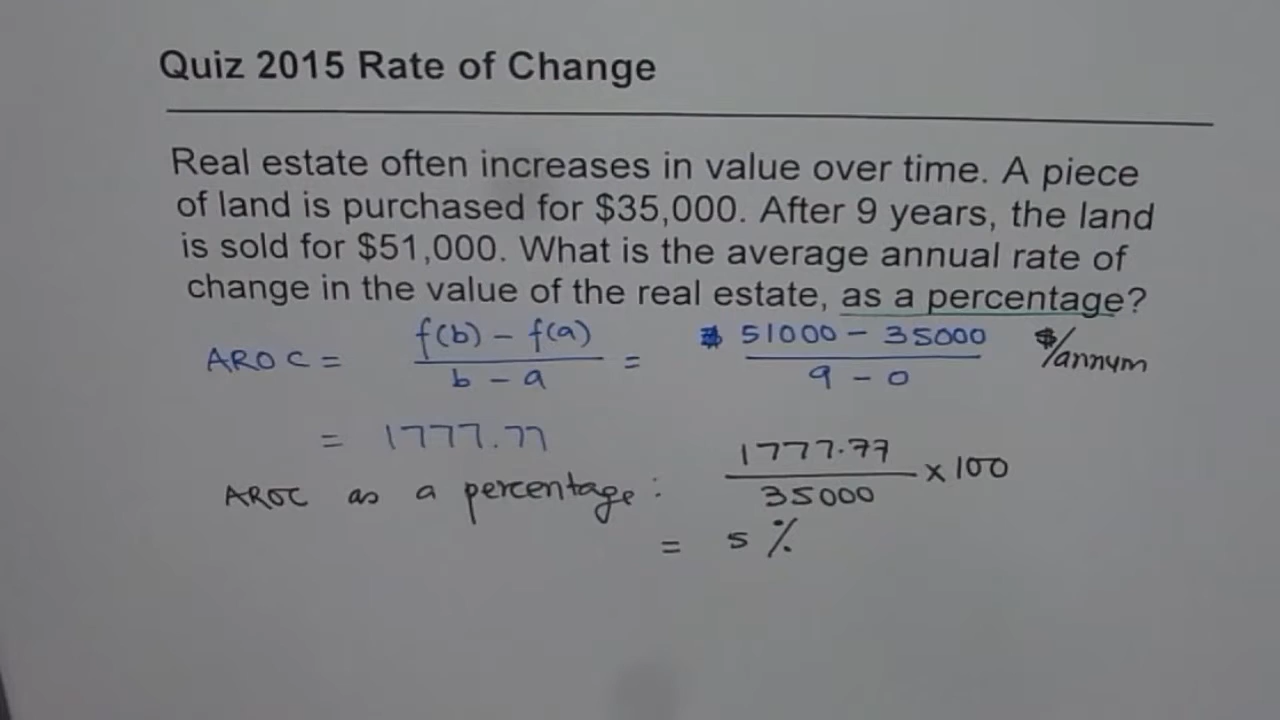 Quiz 2015 Rate of Change
Real estate often increases in value over time. A piece
of land is purchased for $35,000. After 9 years, the land
is sold for $51,000. What is the average annual rate of
change in the value of the real estate, as a percentage?
AROC = f(b) - f(a) / b - a = $ 51000 - 35000 / 9 - 0 $/annum
= 1777.77
AROC as a percentage: 1777.77 / 35000 × 100
= 5 %